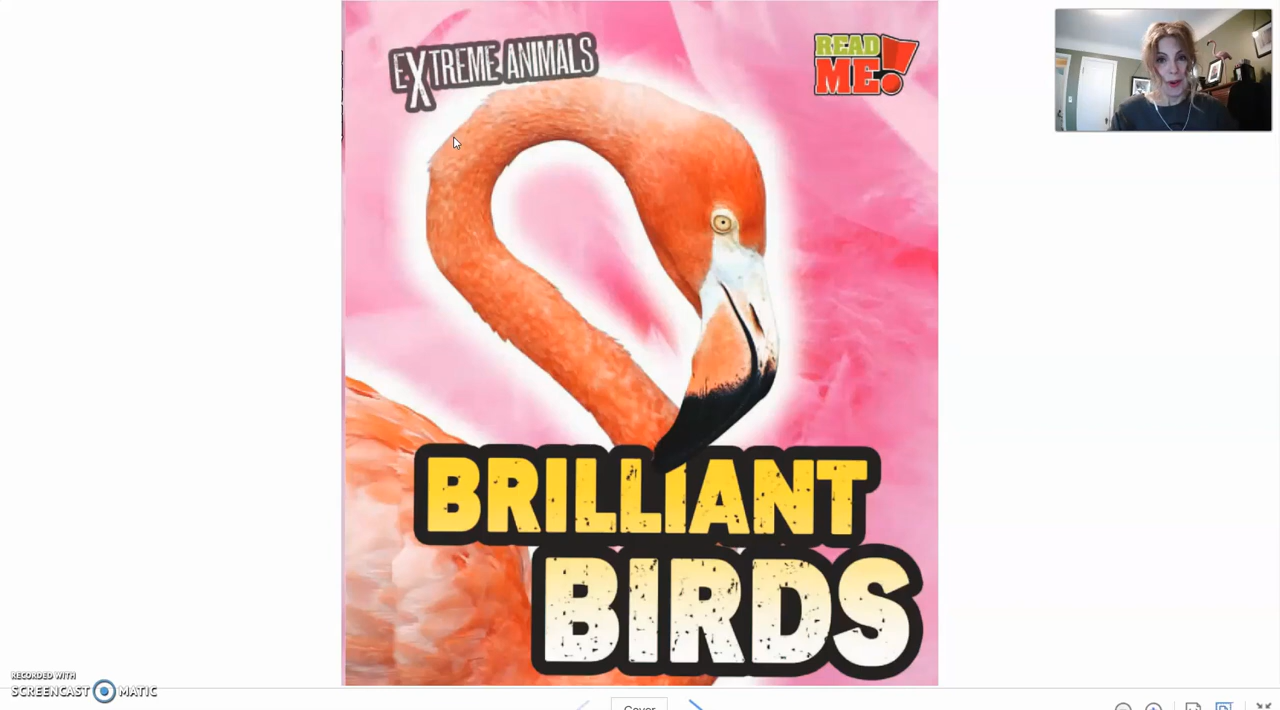 EXTREME ANIMALS
READ
ME!
BRILLIANT
BIRDS
RECORDED WITH
SCREENCAST MATIC
Cover